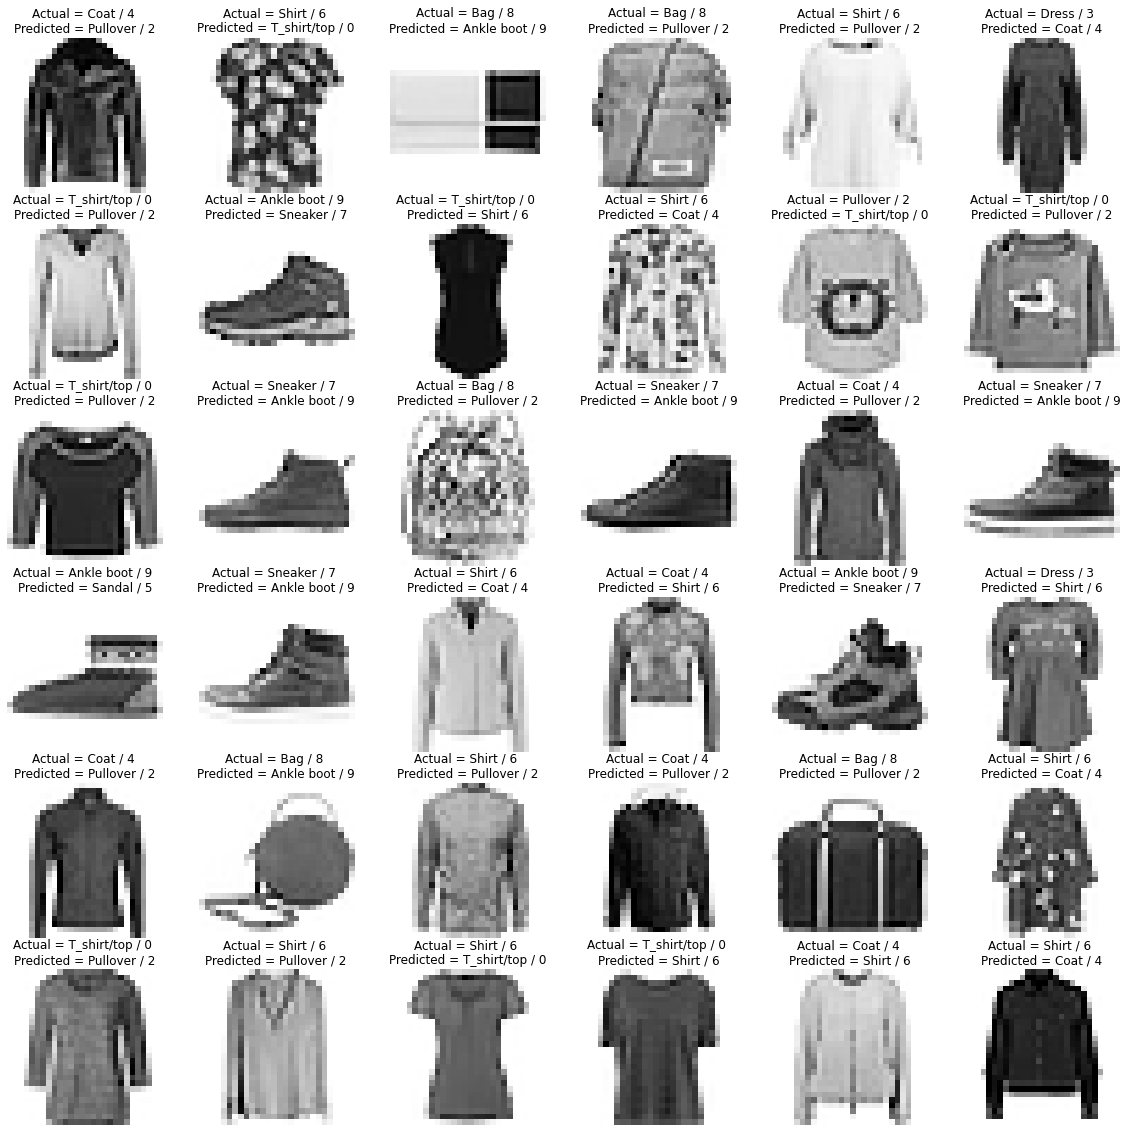 Actual = Coat / 4
Predicted = Pullover / 2
Actual = Shirt / 6
Predicted = T_shirt/top / 0
Actual = Bag / 8
Predicted = Ankle boot / 9
Actual = Bag / 8
Predicted = Pullover / 2
Actual = Shirt / 6
Predicted = Pullover / 2
Actual = Dress / 3
Predicted = Coat / 4
Actual = T_shirt/top / 0
Predicted = Pullover / 2
Actual = Ankle boot / 9
Predicted = Sneaker / 7
Actual = T_shirt/top / 0
Predicted = Shirt / 6
Actual = Shirt / 6
Predicted = Coat / 4
Actual = Pullover / 2
Predicted = T_shirt/top / 0
Actual = T_shirt/top / 0
Predicted = Pullover / 2
Actual = T_shirt/top / 0
Predicted = Pullover / 2
Actual = Sneaker / 7
Predicted = Ankle boot / 9
Actual = Bag / 8
Predicted = Pullover / 2
Actual = Sneaker / 7
Predicted = Ankle boot / 9
Actual = Coat / 4
Predicted = Pullover / 2
Actual = Sneaker / 7
Predicted = Ankle boot / 9
Actual = Ankle boot / 9
Predicted = Sandal / 5
Actual = Sneaker / 7
Predicted = Ankle boot / 9
Actual = Shirt / 6
Predicted = Coat / 4
Actual = Coat / 4
Predicted = Shirt / 6
Actual = Ankle boot / 9
Predicted = Sneaker / 7
Actual = Dress / 3
Predicted = Shirt / 6
Actual = Coat / 4
Predicted = Pullover / 2
Actual = Bag / 8
Predicted = Ankle boot / 9
Actual = Shirt / 6
Predicted = Pullover / 2
Actual = Coat / 4
Predicted = Pullover / 2
Actual = Bag / 8
Predicted = Pullover / 2
Actual = Shirt / 6
Predicted = Coat / 4
Actual = T_shirt/top / 0
Predicted = Pullover / 2
Actual = Shirt / 6
Predicted = Pullover / 2
Actual = Shirt / 6
Predicted = T_shirt/top / 0
Actual = T_shirt/top / 0
Predicted = Shirt / 6
Actual = Coat / 4
Predicted = Shirt / 6
Actual = Shirt / 6
Predicted = Coat / 4